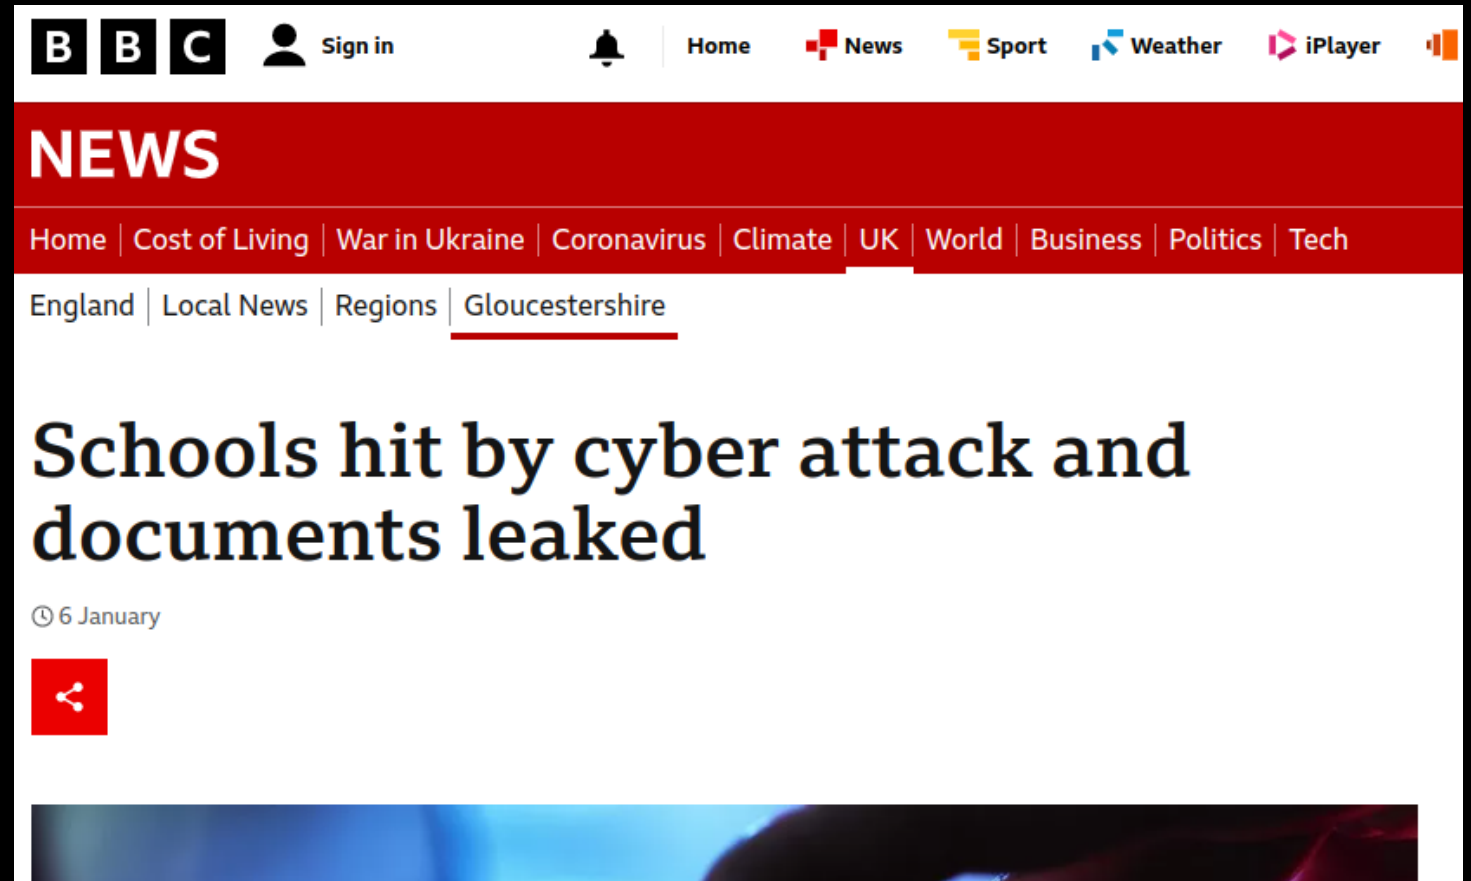 BBC Sign in Home News Sport Weather iPlayer
NEWS
Home Cost of Living War in Ukraine Coronavirus Climate UK World Business Politics Tech
England Local News Regions Gloucestershire
Schools hit by cyber attack and
documents leaked
6 January